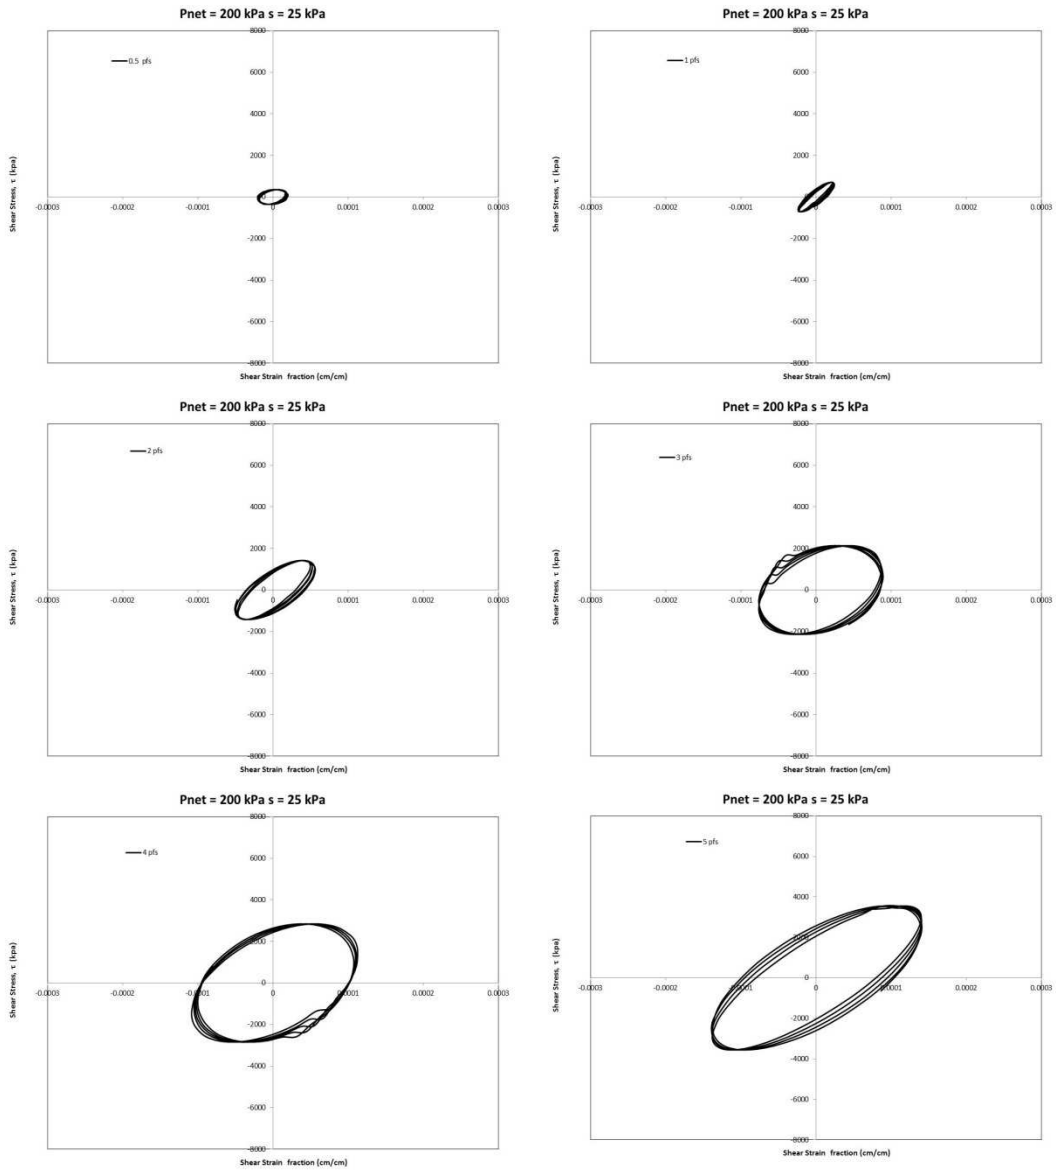 Pnet = 200 kPa s = 25 kPa
8000
0.5 pfs
6000
4000
2000
0
-0.0003 -0.0002 -0.0001 0 0.0001 0.0002 0.0003
-2000
-4000
-6000
-8000
Shear Stress, τ (kpa)
Shear Strain fraction (cm/cm)
Pnet = 200 kPa s = 25 kPa
8000
1 pfs
6000
4000
2000
0
-0.0003 -0.0002 -0.0001 0 0.0001 0.0002 0.0003
-2000
-4000
-6000
-8000
Shear Stress, τ (kpa)
Shear Strain fraction (cm/cm)
Pnet = 200 kPa s = 25 kPa
8000
2 pfs
6000
4000
2000
0
-0.0003 -0.0002 -0.0001 0 0.0001 0.0002 0.0003
-2000
-4000
-6000
-8000
Shear Stress, τ (kpa)
Shear Strain fraction (cm/cm)
Pnet = 200 kPa s = 25 kPa
8000
3 pfs
6000
4000
2000
0
-0.0003 -0.0002 -0.0001 0 0.0001 0.0002 0.0003
-2000
-4000
-6000
-8000
Shear Stress, τ (kpa)
Shear Strain fraction (cm/cm)
Pnet = 200 kPa s = 25 kPa
8000
4 pfs
6000
4000
2000
0
-0.0003 -0.0002 -0.0001 0 0.0001 0.0002 0.0003
-2000
-4000
-6000
-8000
Shear Stress, τ (kpa)
Shear Strain fraction (cm/cm)
Pnet = 200 kPa s = 25 kPa
8000
5 pfs
6000
4000
2000
0
-0.0003 -0.0002 -0.0001 0 0.0001 0.0002 0.0003
-2000
-4000
-6000
-8000
Shear Stress, τ (kpa)
Shear Strain fraction (cm/cm)